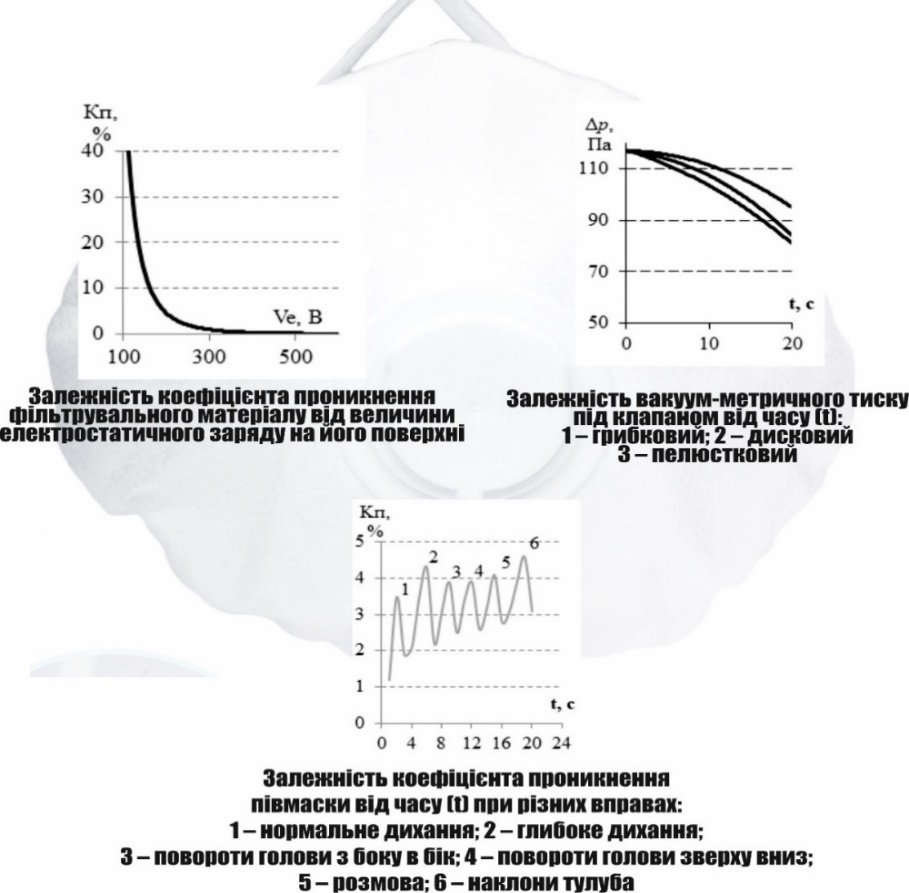 Кп,
%
40
30
20
10
0
Ve, В
100 300 500
Залежність коефіцієнта проникнення
фільтрувального матеріалу від величини
електростатичного заряду на його поверхні
Δp,
Па
110
90
70
50
t, с
0 10 20
Залежність вакуум-метричного тиску
під клапаном від часу (t):
1 – грибковий; 2 – дисковий
3 – пелюстковий
Кп,
%
5
4
3
2
1
0
1 2 3 4 5 6
t, с
0 4 8 12 16 20 24
Залежність коефіцієнта проникнення
півмаски від часу (t) при різних вправах:
1 – нормальне дихання; 2 – глибоке дихання;
3 – повороти голови з боку в бік; 4 – повороти голови зверху вниз;
5 – розмова; 6 – наклони тулуба